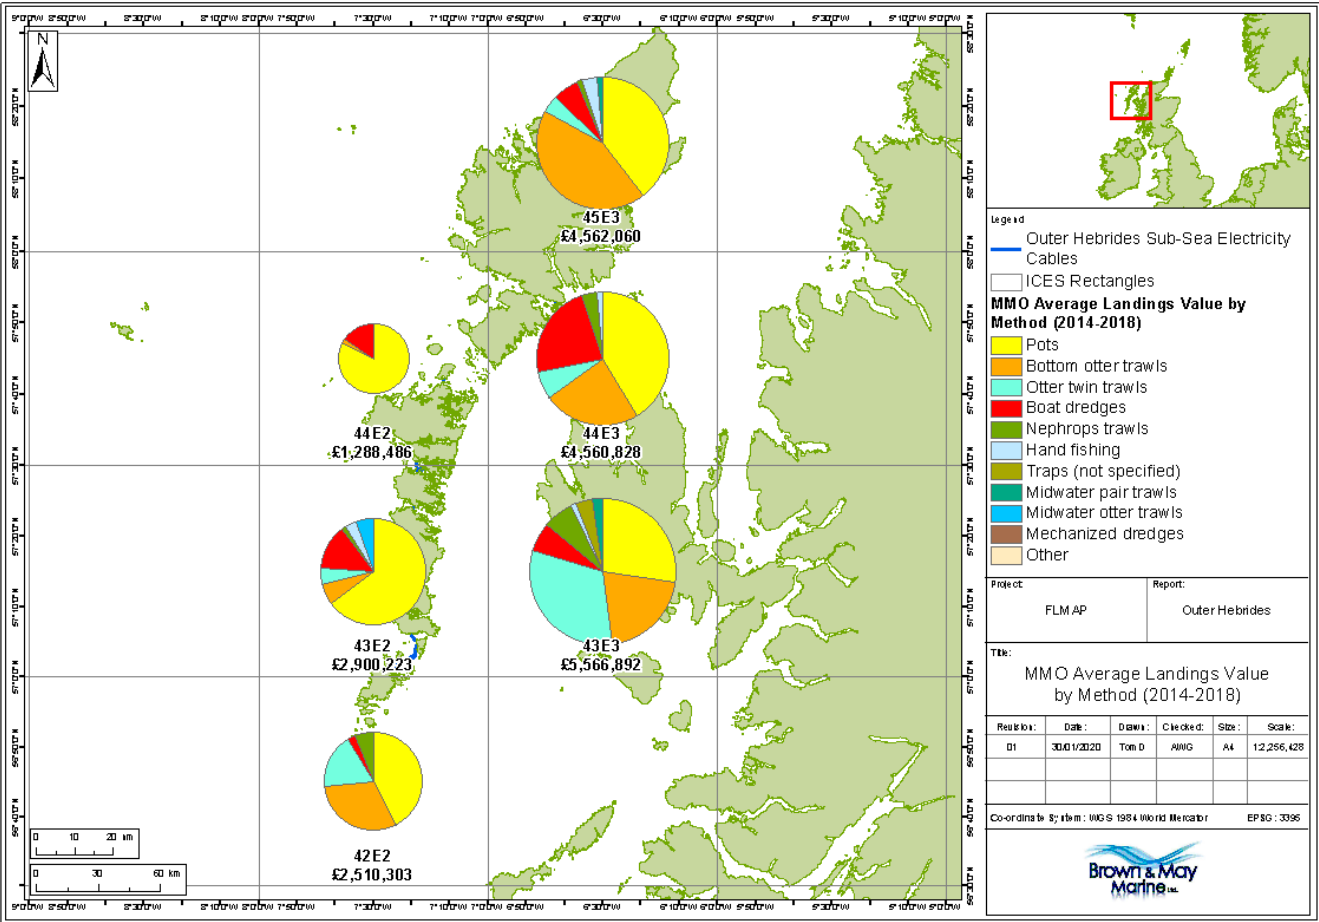 N
45E3
£4,562,060
44E2
£1,288,486
44E3
£4,560,828
43E2
£2,900,223
43E3
£5,566,892
42E2
£2,510,303
0 10 20 km
0 30 60 km
Legend
Outer Hebrides Sub-Sea Electricity
Cables
ICES Rectangles
MMO Average Landings Value by
Method (2014-2018)
Pots
Bottom otter trawls
Otter twin trawls
Boat dredges
Nephrops trawls
Hand fishing
Traps (not specified)
Midwater pair trawls
Midwater otter trawls
Mechanized dredges
Other
Project:
FLMAP
Report:
Outer Hebrides
Title:
MMO Average Landings Value
by Method (2014-2018)
Revision: Date: Drawn: Checked: Size: Scale:
01 30/01/2020 Tom D AWG A4 1:2,256,428
Co-ordinate System: WGS 1984 World Mercator EPSG: 3395
Brown & May
Marine Ltd.